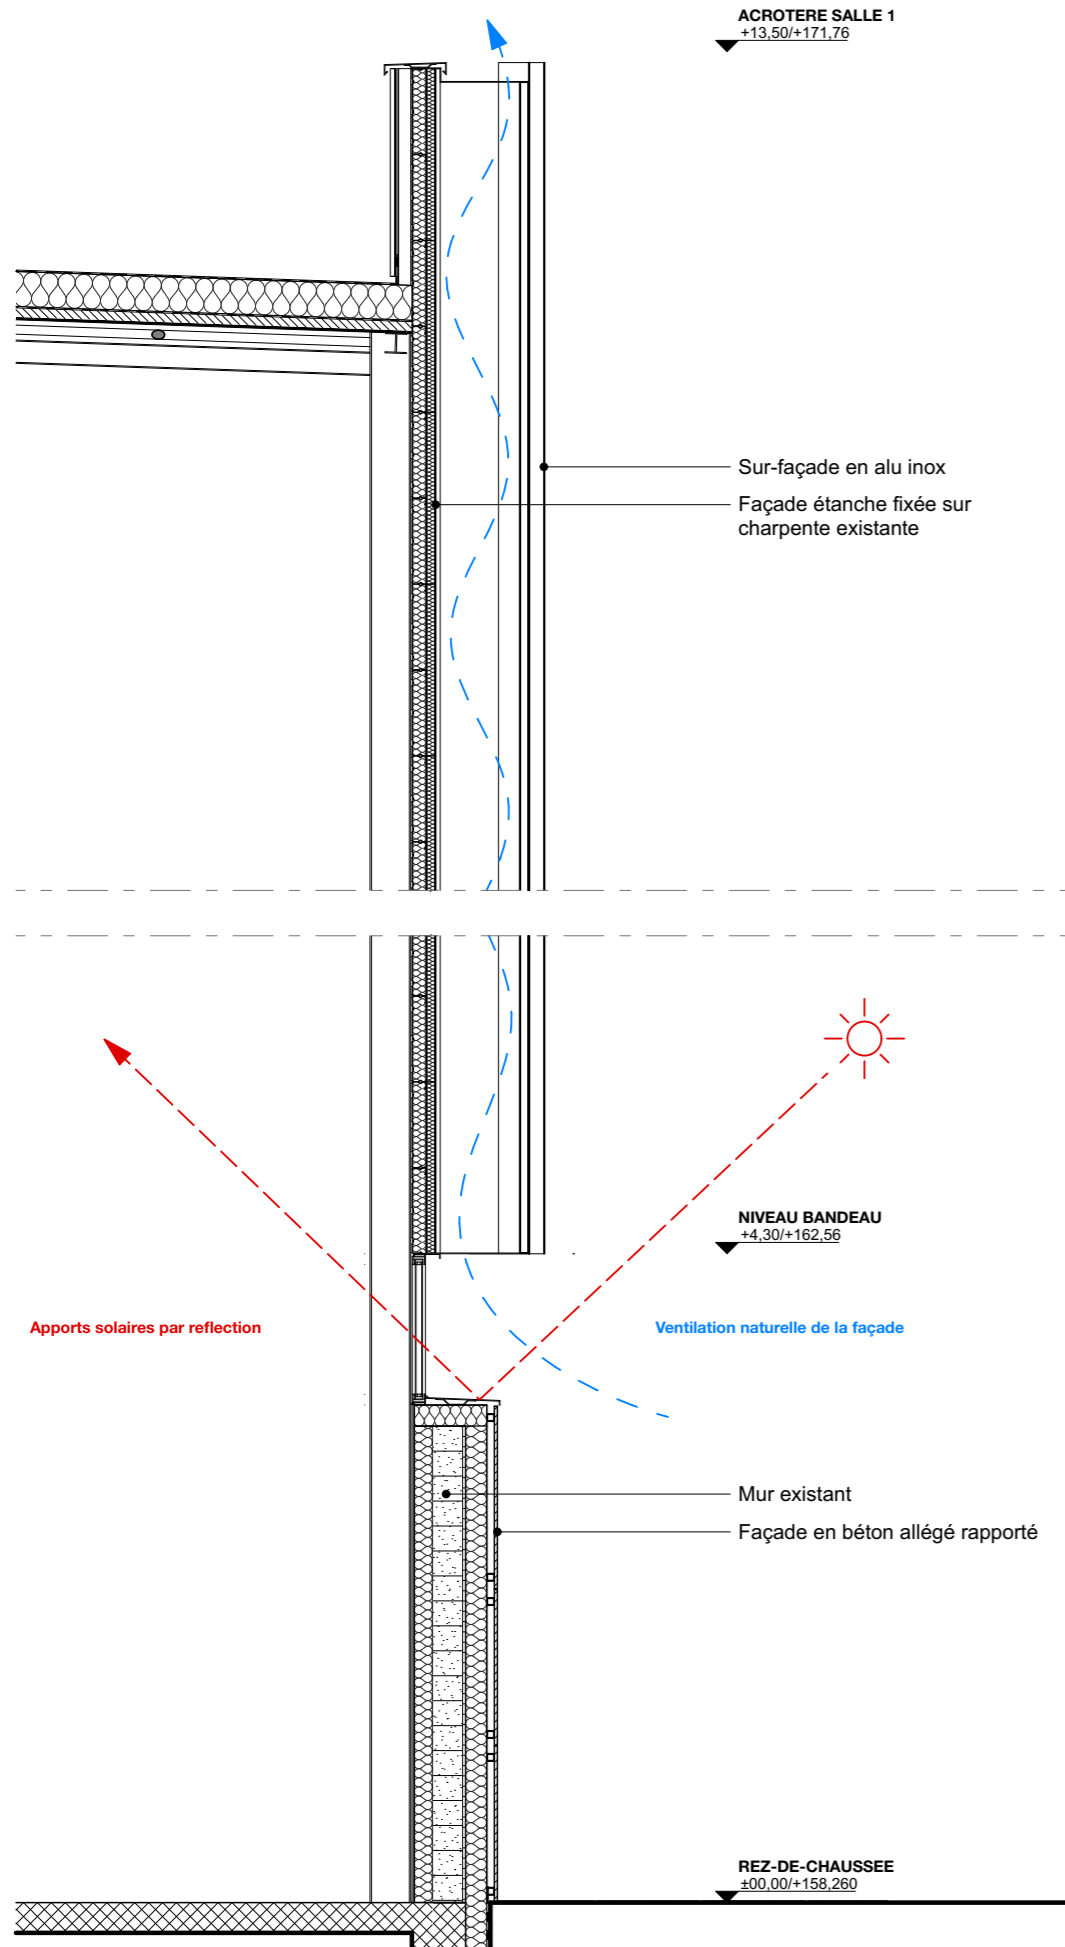 ACROTERE SALLE 1
+13,50/+171,76
Sur-façade en alu inox
Façade étanche fixée sur
charpente existante
NIVEAU BANDEAU
+4,30/+162,56
Apports solaires par reflection
Ventilation naturelle de la façade
Mur existant
Façade en béton allégé rapporté
REZ-DE-CHAUSSEE
±00,00/+158,260